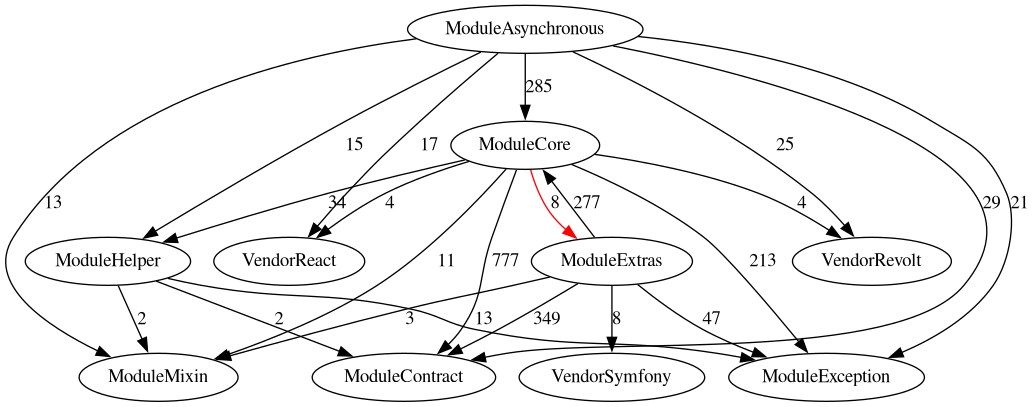 ModuleAsynchronous
285
15
17
ModuleCore
25
13
34
4
8
277
4
29
21
ModuleHelper
VendorReact
11
777
ModuleExtras
213
VendorRevolt
2
2
3
13
349
8
47
ModuleMixin
ModuleContract
VendorSymfony
ModuleException